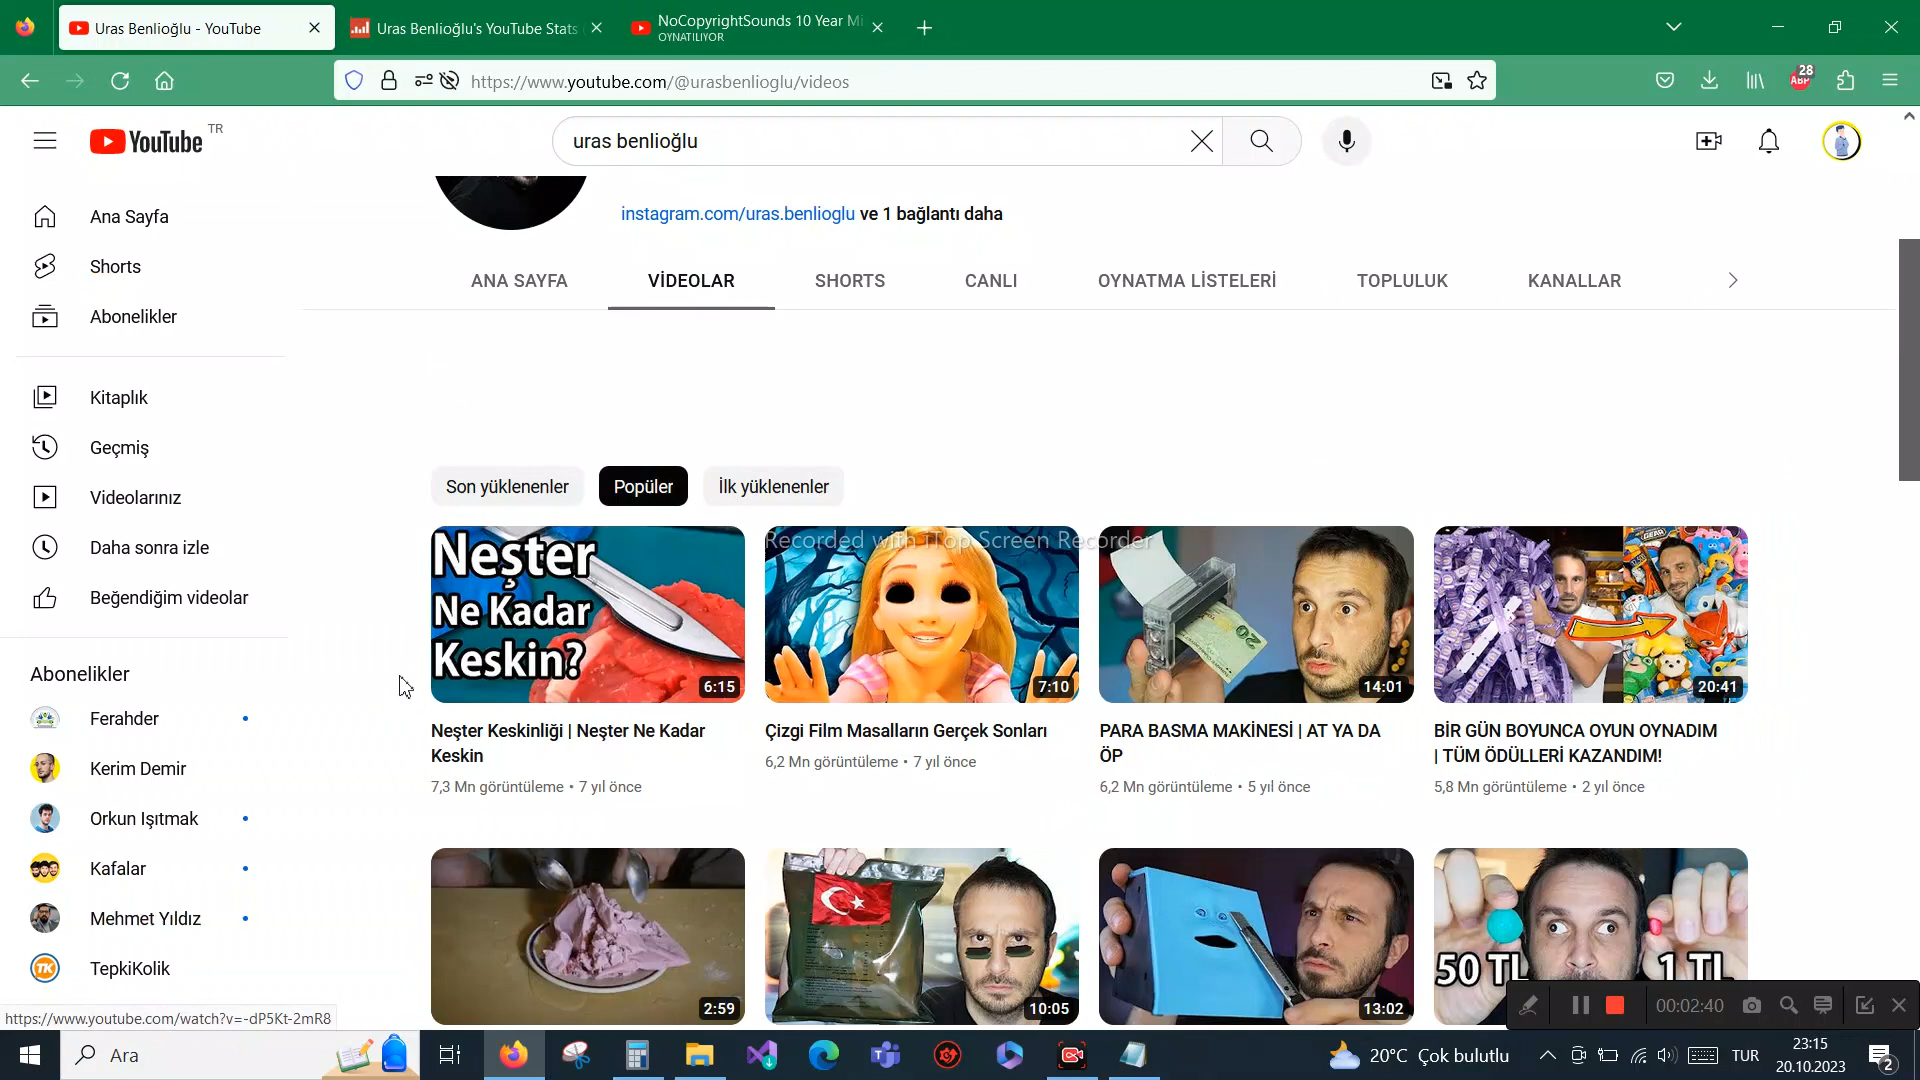 Uras Benlioğlu - YouTube
Uras Benlioğlu's YouTube Stats
NoCopyrightSounds 10 Year Mi
OYNATILIYOR
https://www.youtube.com/@urasbenlioglu/videos
28
ABP
YouTube TR
uras benlioğlu
Ana Sayfa
Shorts
Abonelikler
Kitaplık
Geçmiş
Videolarınız
Daha sonra izle
Beğendiğim videolar
Abonelikler
Ferahder
Kerim Demir
Orkun Işıtmak
Kafalar
Mehmet Yıldız
TK
TepkiKolik
instagram.com/uras.benlioglu ve 1 bağlantı daha
ANA SAYFA
VİDEOLAR
SHORTS
CANLI
OYNATMA LİSTELERİ
TOPLULUK
KANALLAR
Son yüklenenler
Popüler
İlk yüklenenler
Recorded with iTop Screen Recorder
Neşter
Ne Kadar
Keskin?
6:15
7:10
20
14:01
20:41
Neşter Keskinliği | Neşter Ne Kadar
Keskin
7,3 Mn görüntüleme • 7 yıl önce
Çizgi Film Masalların Gerçek Sonları
6,2 Mn görüntüleme • 7 yıl önce
PARA BASMA MAKİNESİ | AT YA DA
ÖP
6,2 Mn görüntüleme • 5 yıl önce
BİR GÜN BOYUNCA OYUN OYNADIM
| TÜM ÖDÜLLERİ KAZANDIM!
5,8 Mn görüntüleme • 2 yıl önce
2:59
10:05
13:02
50 TL
1 TL
00:02:40
https://www.youtube.com/watch?v=-dP5Kt-2mR8
Ara
20°C Çok bulutlu
TUR
23:15
20.10.2023
2